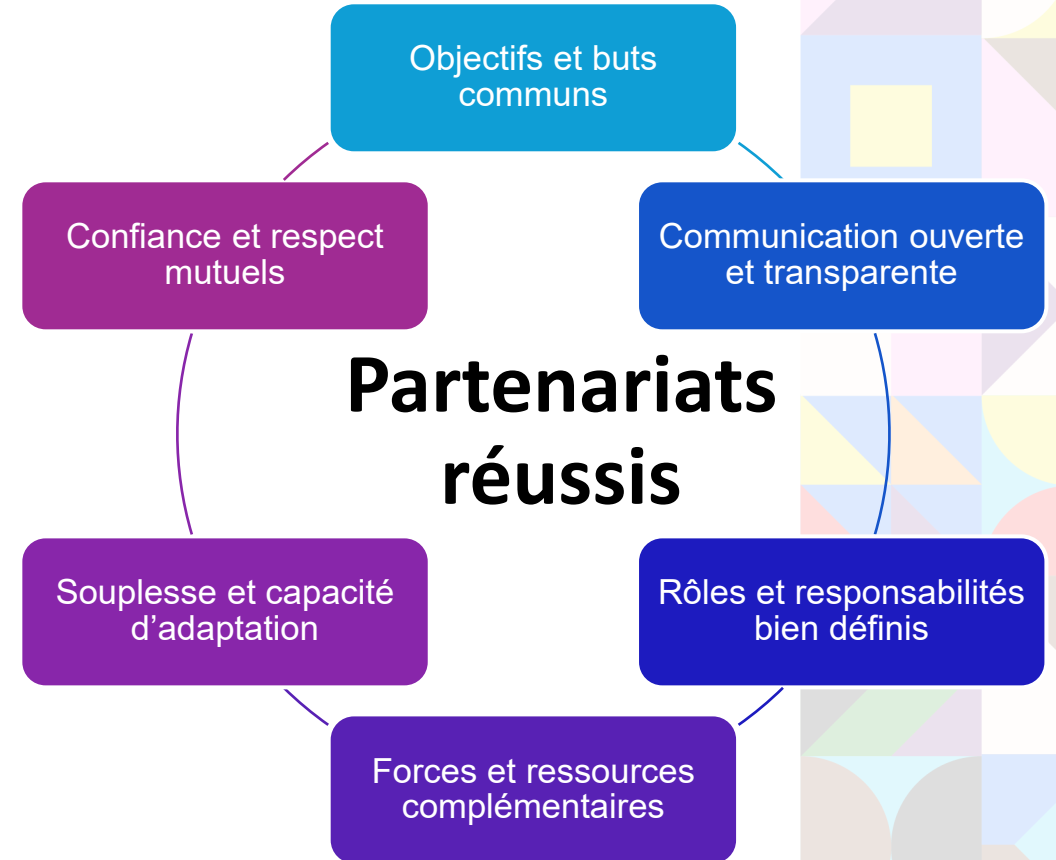 Objectifs et buts
communs
Communication ouverte
et transparente
Rôles et responsabilités
bien définis
Forces et ressources
complémentaires
Souplesse et capacité
d’adaptation
Confiance et respect
mutuels
Partenariats
réussis